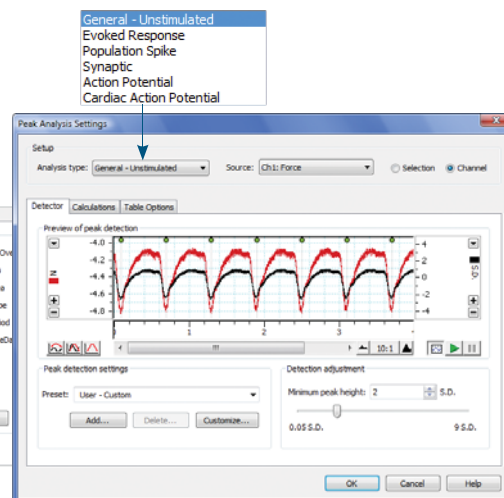 General - Unstimulated
Evoked Response
Population Spike
Synaptic
Action Potential
Cardiac Action Potential
Peak Analysis Settings
Setup
Analysis type: General - Unstimulated Source: Ch1: Force Selection Channel
Detector Calculations Table Options
Preview of peak detection
-4.0 4
-4.2 2
N -4.4 0 S.D.
-4.6 -2
-4.8 -4
0 1 2 3
10:1
Peak detection settings Detection adjustment
Preset: User - Custom Minimum peak height: 2 S.D.
Add... Delete... Customize...
0.05 S.D. 9 S.D.
OK Cancel Help